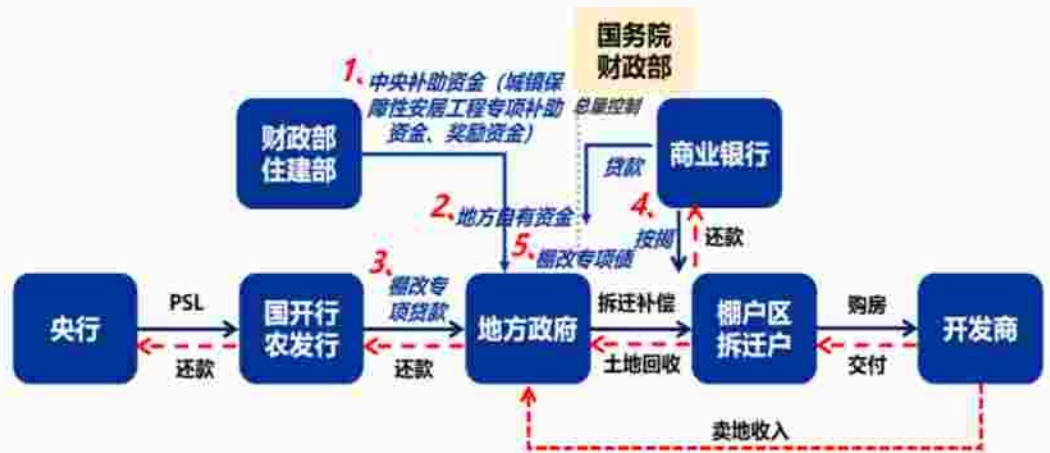 国务院
财政部
1、中央补助资金（城镇保
障性安居工程专项补助
资金、奖励资金）
总量控制
财政部
住建部
商业银行
贷款
2、地方自有资金
4、
按揭
还款
5、棚改专项债
3、棚改专
项贷款
央行
PSL
还款
国开行
农发行
还款
地方政府
拆迁补偿
土地回收
棚户区
拆迁户
购房
交付
开发商
卖地收入